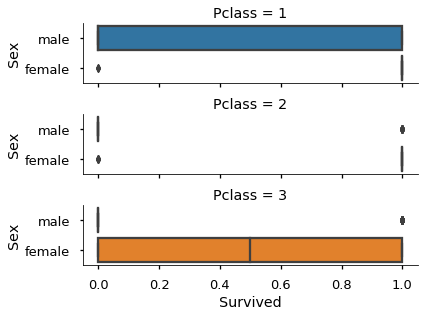 Pclass = 1
Sex
male
female
Pclass = 2
Sex
male
female
Pclass = 3
Sex
male
female
0.0 0.2 0.4 0.6 0.8 1.0
Survived